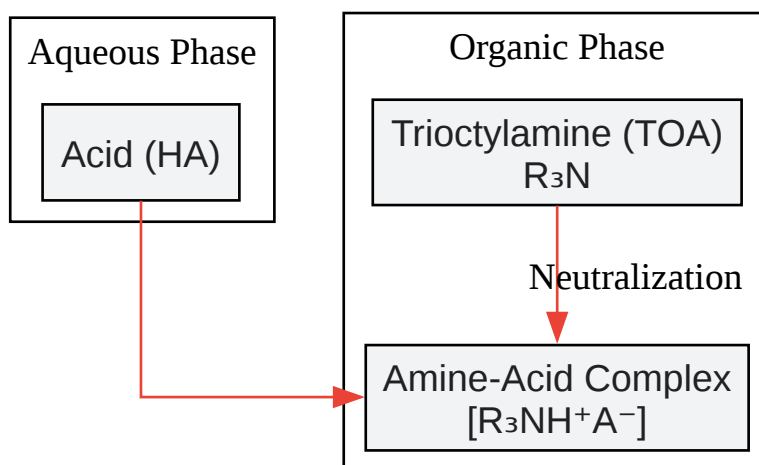 Aqueous Phase
Acid (HA)
Organic Phase
Trioctylamine (TOA)
R₃N
Neutralization
Amine-Acid Complex
[R₃NH⁺A⁻]